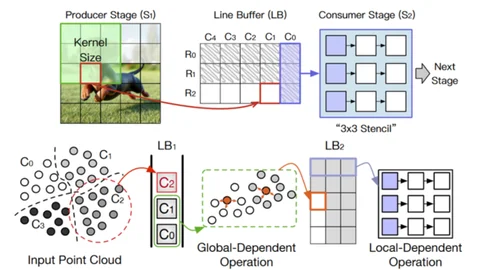 Producer Stage (S1)
Line Buffer (LB)
Consumer Stage (S2)
Kernel
Size
C4 C3 C2 C1 C0
R0
R1
R2
Next
Stage
"3x3 Stencil"
LB1
LB2
C0
C1
C2
C3
C2
C1
C0
Input Point Cloud
Global-Dependent
Operation
Local-Dependent
Operation